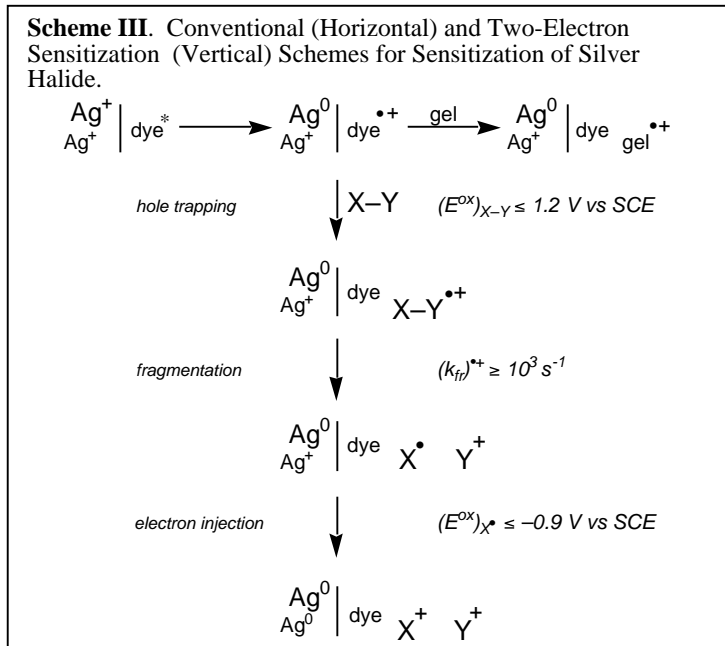 Scheme III. Conventional (Horizontal) and Two-Electron
Sensitization (Vertical) Schemes for Sensitization of Silver
Halide.
Ag⁺ Ag⁺ | dye* → Ag⁰ Ag⁺ | dye•⁺ gel → Ag⁰ Ag⁺ | dye gel•⁺
hole trapping X–Y (Eᵒˣ)X–Y ≤ 1.2 V vs SCE
Ag⁰ Ag⁺ | dye X–Y•⁺
fragmentation (kfr)•⁺ ≥ 10³ s⁻¹
Ag⁰ Ag⁺ | dye X• Y⁺
electron injection (Eᵒˣ)X• ≤ –0.9 V vs SCE
Ag⁰ Ag⁰ | dye X⁺ Y⁺